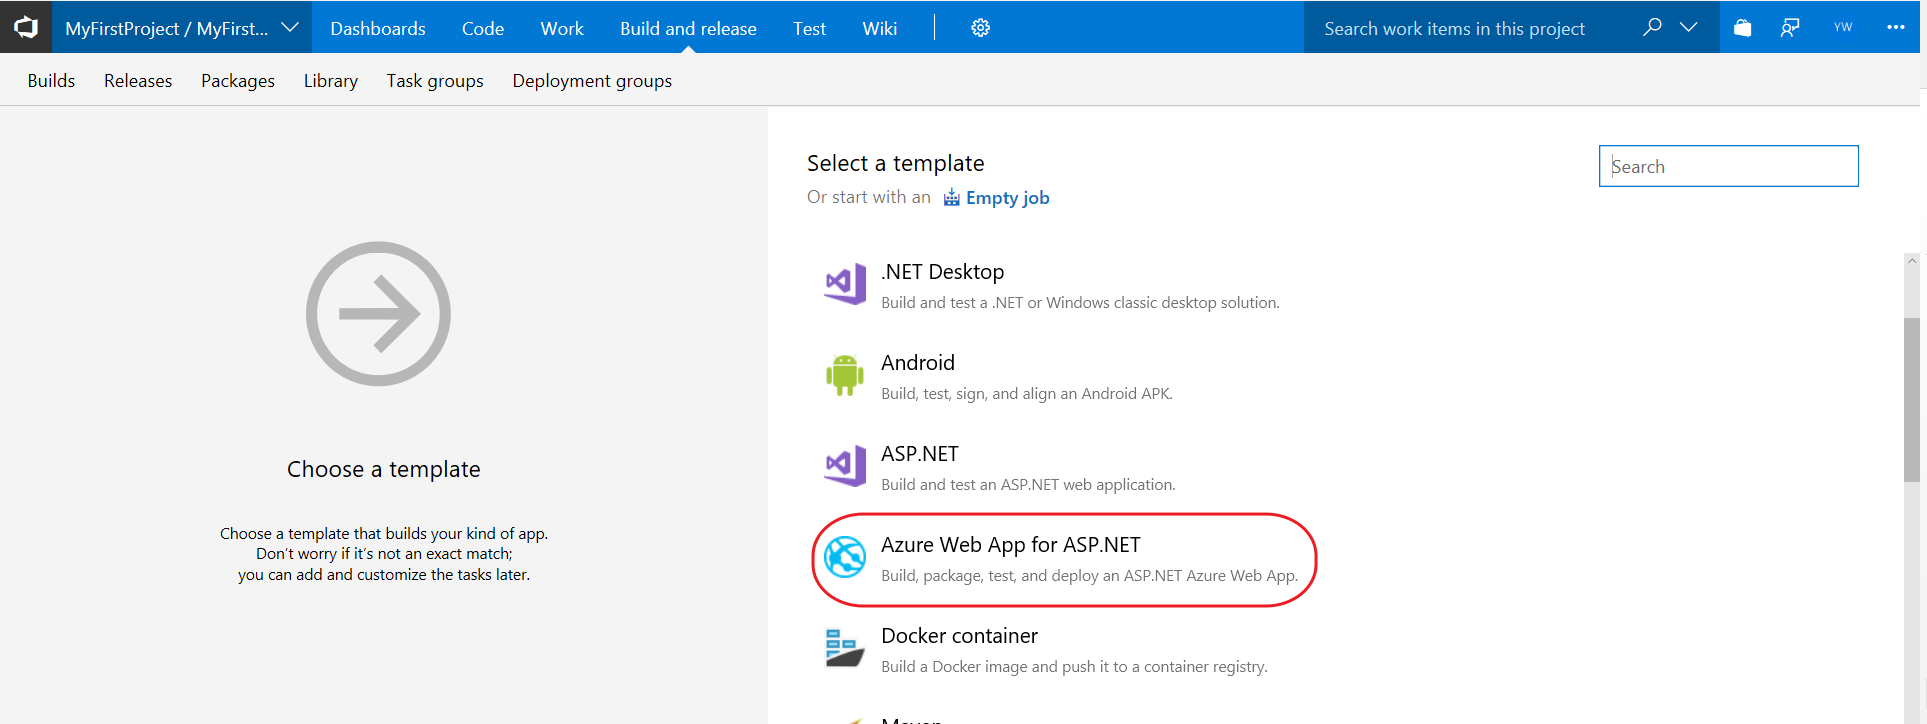 MyFirstProject / MyFirst... Dashboards Code Work Build and release Test Wiki Search work items in this project YW
Builds Releases Packages Library Task groups Deployment groups
Select a template
Search
Or start with an Empty job
.NET Desktop
Build and test a .NET or Windows classic desktop solution.
Android
Build, test, sign, and align an Android APK.
ASP.NET
Build and test an ASP.NET web application.
Choose a template
Choose a template that builds your kind of app.
Don't worry if it's not an exact match;
you can add and customize the tasks later.
Azure Web App for ASP.NET
Build, package, test, and deploy an ASP.NET Azure Web App.
Docker container
Build a Docker image and push it to a container registry.
Maven